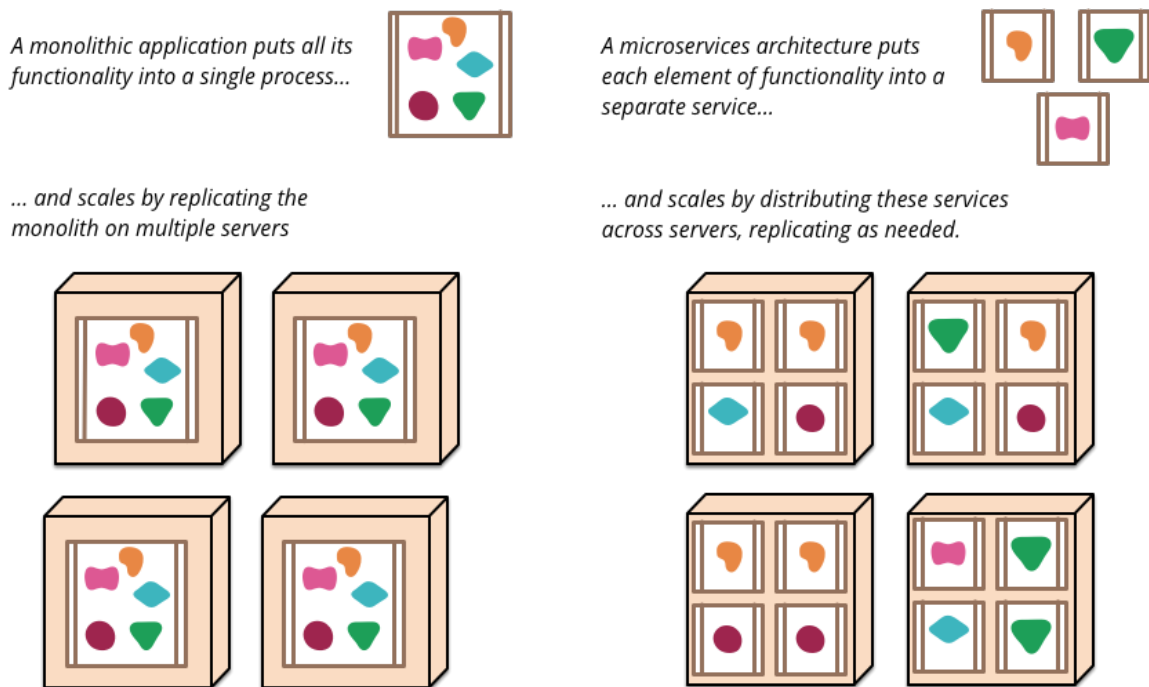 A monolithic application puts all its
functionality into a single process...
... and scales by replicating the
monolith on multiple servers
A microservices architecture puts
each element of functionality into a
separate service...
... and scales by distributing these services
across servers, replicating as needed.